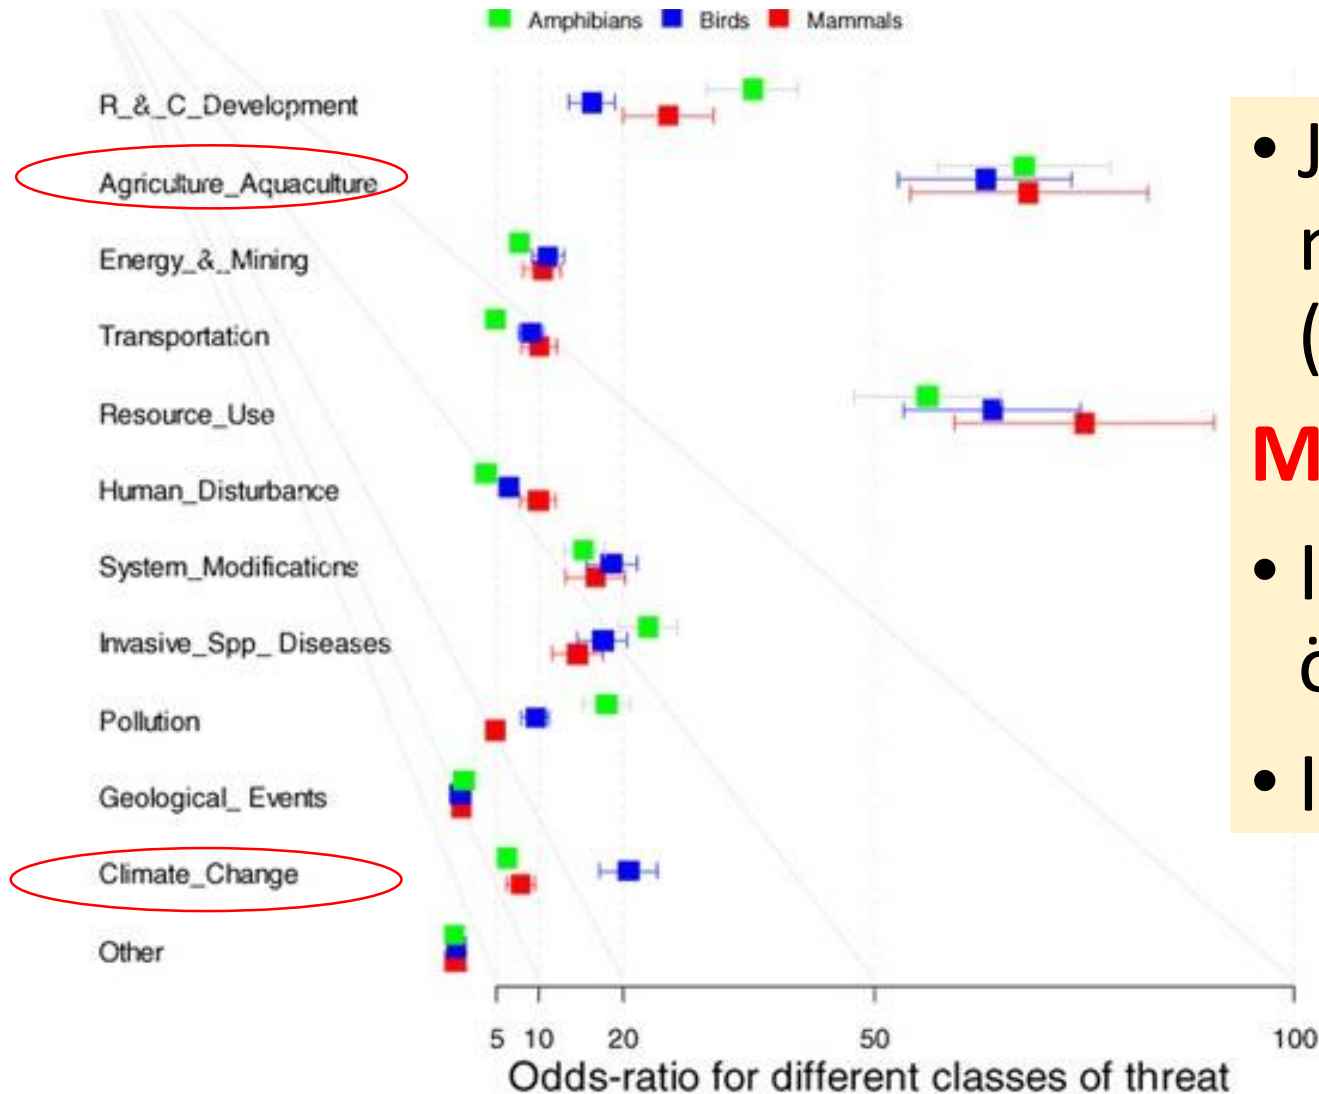 Amphibians Birds Mammals
R_&_C_Development
Agriculture_Aquaculture
Energy_&_Mining
Transportation
Resource_Use
Human_Disturbance
System_Modifications
Invasive_Spp_ Diseases
Pollution
Geological_ Events
Climate_Change
Other
5 10 20 50 100
Odds-ratio for different classes of threat
• J
(
M
•
•